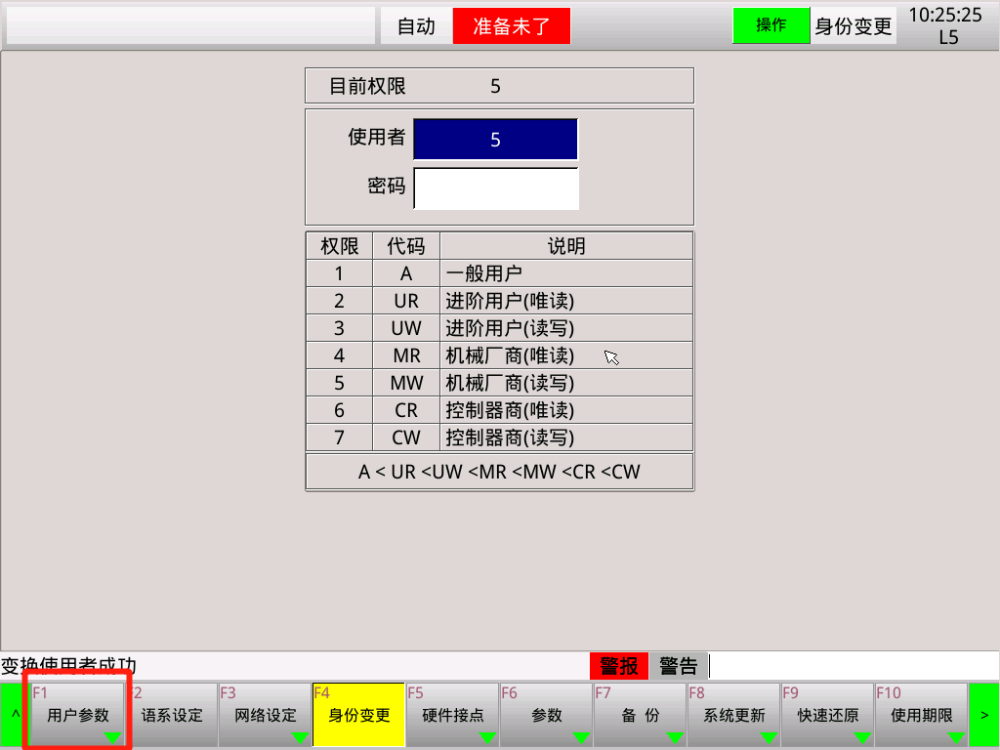 自动 准备未了 操作 身份变更 10:25:25
L5
目前权限 5
使用者 5
密码
权限 代码 说明
1 A 一般用户
2 UR 进阶用户(唯读)
3 UW 进阶用户(读写)
4 MR 机械厂商(唯读)
5 MW 机械厂商(读写)
6 CR 控制器商(唯读)
7 CW 控制器商(读写)
A < UR <UW <MR <MW <CR <CW
变换使用者成功 警报 警告
F1 F2 F3 F4 F5 F6 F7 F8 F9 F10
^ 用户参数 语系设定 网络设定 身份变更 硬件接点 参数 备 份 系统更新 快速还原 使用期限 >